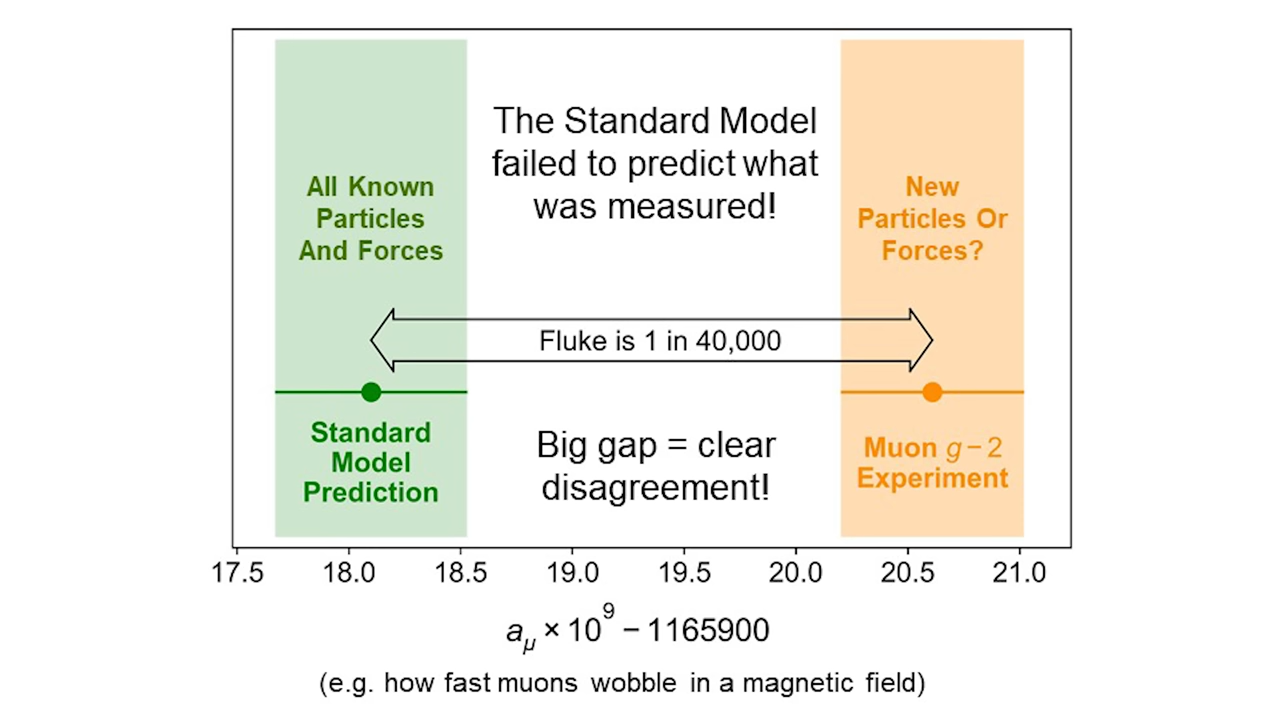 The Standard Model
failed to predict what
was measured!
All Known
Particles
And Forces
New
Particles Or
Forces?
Fluke is 1 in 40,000
Standard
Model
Prediction
Big gap = clear
disagreement!
Muon g−2
Experiment
17.5 18.0 18.5 19.0 19.5 20.0 20.5 21.0
aμ × 10⁹ − 1165900
(e.g. how fast muons wobble in a magnetic field)